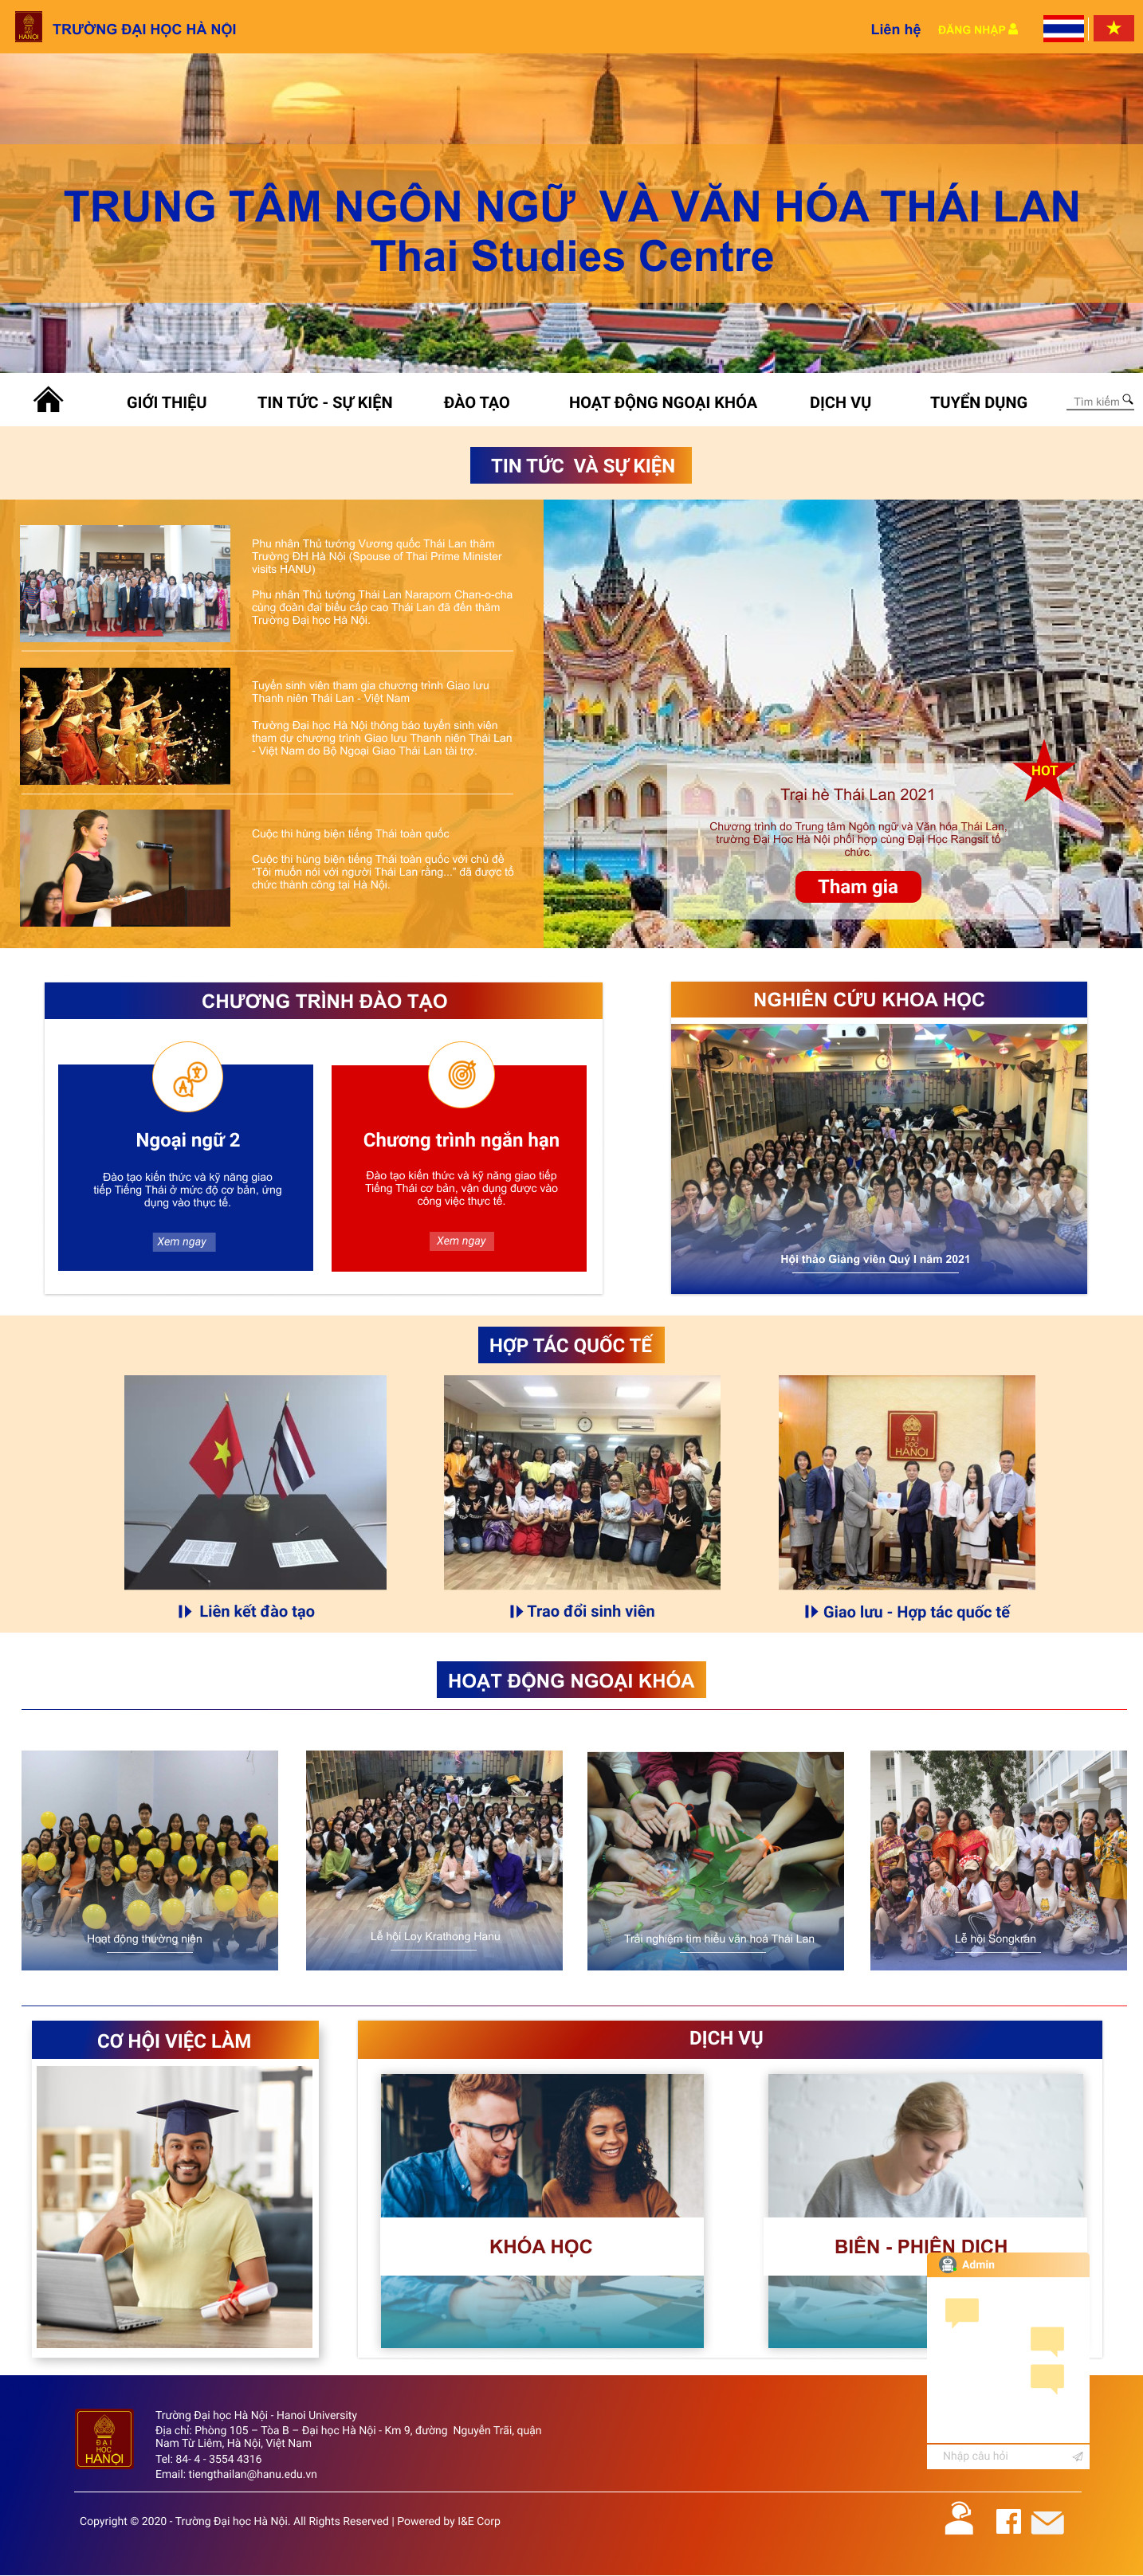 HANỌI
TRƯỜNG ĐẠI HỌC HÀ NỘI
Liên hệ
ĐĂNG NHẬP
TRUNG TÂM NGÔN NGỮ  VÀ VĂN HÓA THÁI LAN
Thai Studies Centre
GIỚI THIỆU
TIN TỨC - SỰ KIỆN
ĐÀO TẠO
HOẠT ĐỘNG NGOẠI KHÓA
DỊCH VỤ
TUYỂN DỤNG
Tìm kiếm
TIN TỨC  VÀ SỰ KIỆN
Phu nhân Thủ tướng Vương quốc Thái Lan thăm
Trường ĐH Hà Nội (Spouse of Thai Prime Minister
visits HANU)
Phu nhân Thủ tướng Thái Lan Naraporn Chan-o-cha
cùng đoàn đại biểu cấp cao Thái Lan đã đến thăm
Trường Đại học Hà Nội.
Tuyển sinh viên tham gia chương trình Giao lưu
Thanh niên Thái Lan - Việt Nam
Trường Đại học Hà Nội thông báo tuyển sinh viên
tham dự chương trình Giao lưu Thanh niên Thái Lan
- Việt Nam do Bộ Ngoại Giao Thái Lan tài trợ.
Cuộc thi hùng biện tiếng Thái toàn quốc
Cuộc thi hùng biện tiếng Thái toàn quốc với chủ đề
“Tôi muốn nói với người Thái Lan rằng...” đã được tổ
chức thành công tại Hà Nội.
HOT
Trại hè Thái Lan 2021
Chương trình do Trung tâm Ngôn ngữ và Văn hóa Thái Lan,
trường Đại Học Hà Nội phối hợp cùng Đại Học Rangsit tổ
chức.
Tham gia
CHƯƠNG TRÌNH ĐÀO TẠO
Ngoại ngữ 2
Đào tạo kiến thức và kỹ năng giao
tiếp Tiếng Thái ở mức độ cơ bản, ứng
dụng vào thực tế.
Xem ngay
Chương trình ngắn hạn
Đào tạo kiến thức và kỹ năng giao tiếp
Tiếng Thái cơ bản, vận dụng được vào
công việc thực tế.
Xem ngay
NGHIÊN CỨU KHOA HỌC
Hội thảo Giảng viên Quý I năm 2021
HỢP TÁC QUỐC TẾ
ĐẠI
HỌC
HANỌI
Liên kết đào tạo
Trao đổi sinh viên
Giao lưu - Hợp tác quốc tế
HOẠT ĐỘNG NGOẠI KHÓA
Hoạt động thường niên
Lễ hội Loy Krathong Hanu
Trải nghiệm tìm hiểu văn hoá Thái Lan
Lễ hội Songkran
CƠ HỘI VIỆC LÀM
DỊCH VỤ
KHÓA HỌC
BIÊN - PHIÊN DỊCH
Admin
Nhập câu hỏi
ĐẠI
HỌC
HANỌI
Trường Đại học Hà Nội - Hanoi University
Địa chỉ: Phòng 105 – Tòa B – Đại học Hà Nội - Km 9, đường  Nguyễn Trãi, quận
Nam Từ Liêm, Hà Nội, Việt Nam
Tel: 84- 4 - 3554 4316
Email: tiengthailan@hanu.edu.vn
Copyright © 2020 - Trường Đại học Hà Nội. All Rights Reserved | Powered by I&E Corp